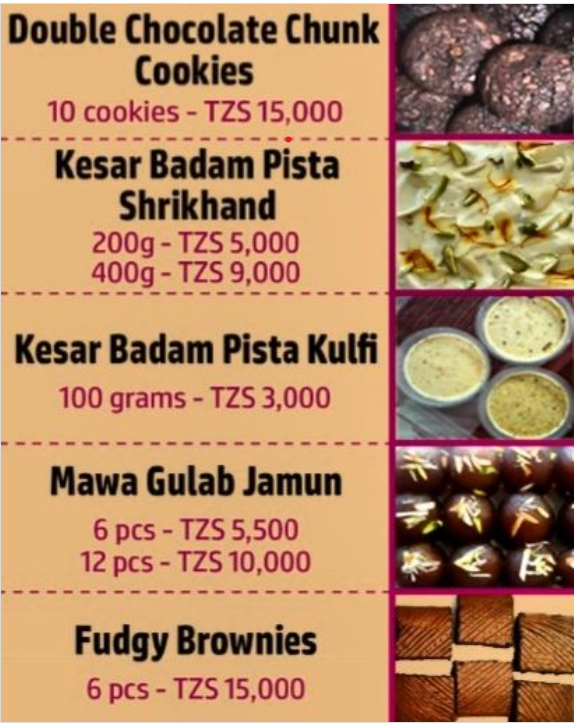 Double Chocolate Chunk
Cookies
10 cookies - TZS 15,000
Kesar Badam Pista
Shrikhand
200g - TZS 5,000
400g - TZS 9,000
Kesar Badam Pista Kulfi
100 grams - TZS 3,000
Mawa Gulab Jamun
6 pcs - TZS 5,500
12 pcs - TZS 10,000
Fudgy Brownies
6 pcs - TZS 15,000